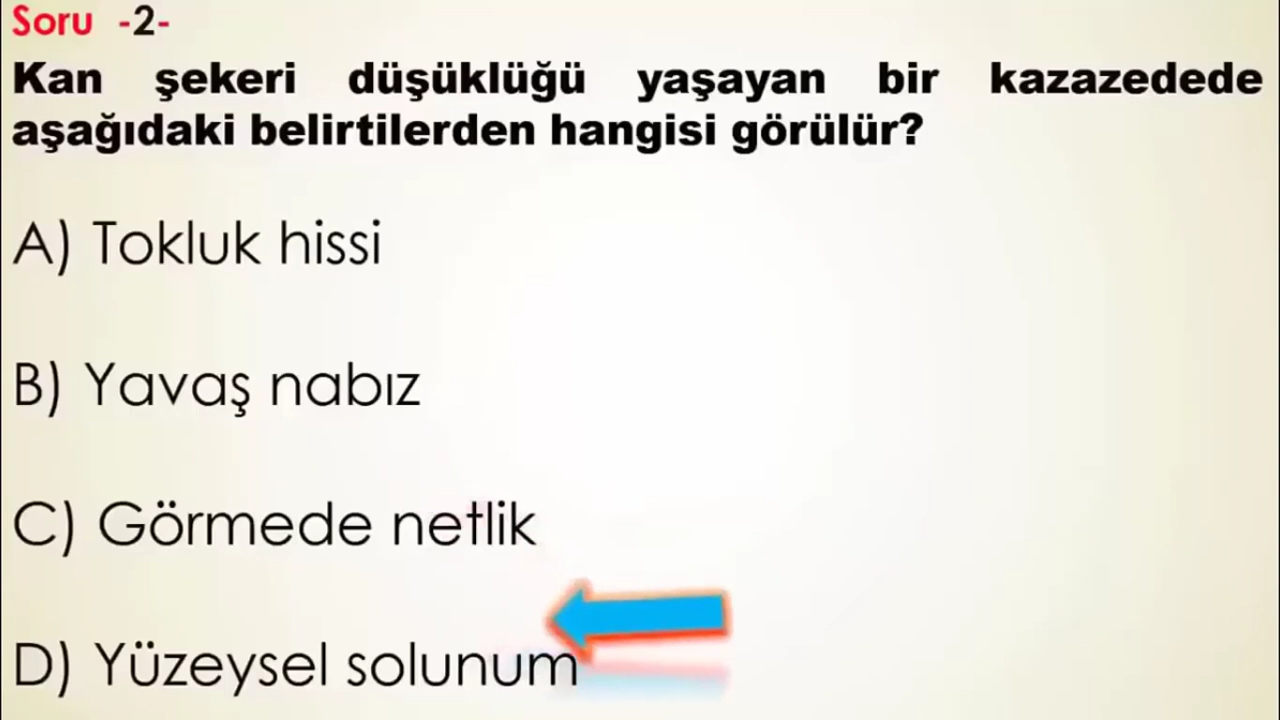 Soru -2-
Kan şekeri düşüklüğü yaşayan bir kazazedede
aşağıdaki belirtilerden hangisi görülür?
A) Tokluk hissi
B) Yavaş nabız
C) Görmede netlik
D) Yüzeysel solunum